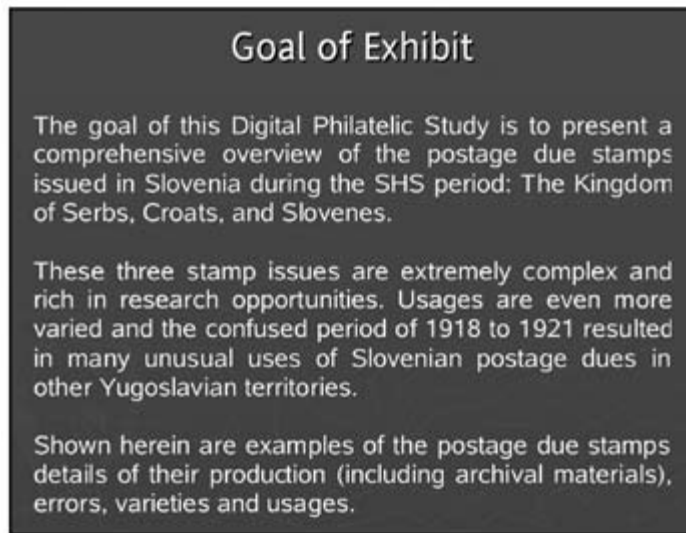 Goal of Exhibit
The goal of this Digital Philatelic Study is to present a
comprehensive overview of the postage due stamps
issued in Slovenia during the SHS period: The Kingdom
of Serbs, Croats, and Slovenes.
These three stamp issues are extremely complex and
rich in research opportunities. Usages are even more
varied and the confused period of 1918 to 1921 resulted
in many unusual uses of Slovenian postage dues in
other Yugoslavian territories.
Shown herein are examples of the postage due stamps
details of their production (including archival materials),
errors, varieties and usages.